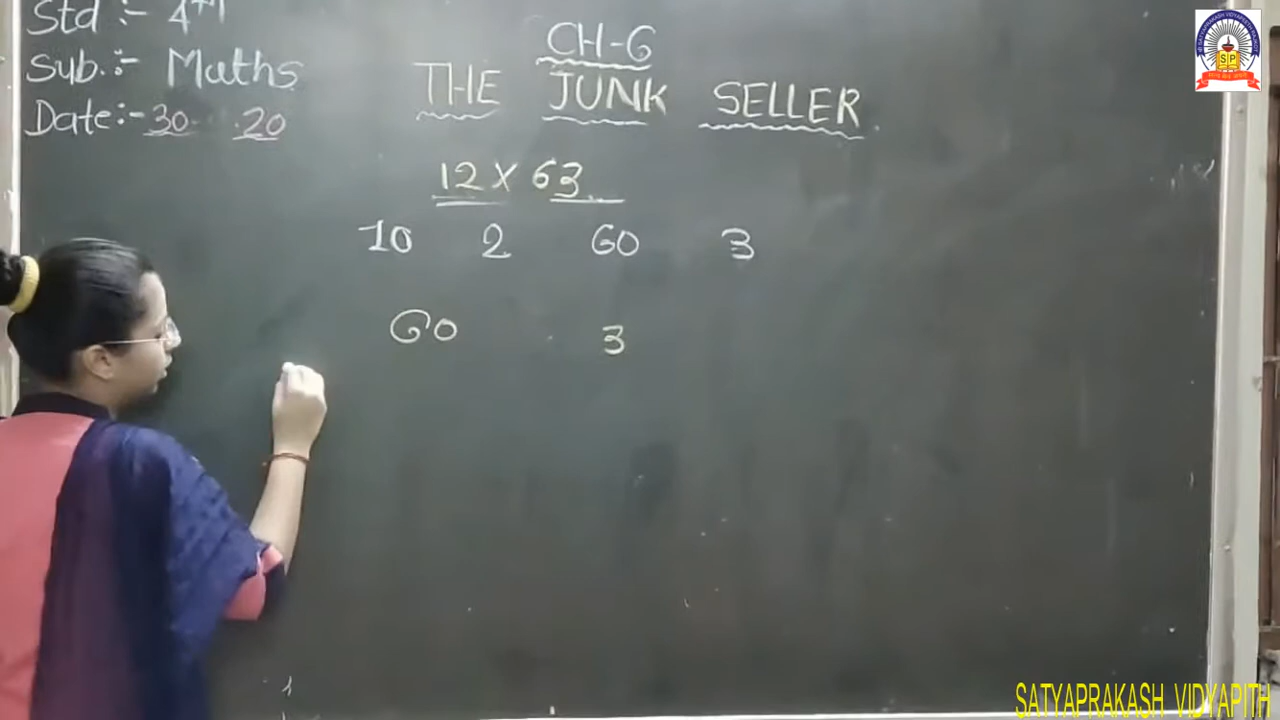 Std :- 4th
Sub. :- Maths
Date:- 30 . 20
CH-6
THE JUNK SELLER.
12 X 63
10 2 60 3
60 3
SP
SATYAPRAKASH VIDYAPITH